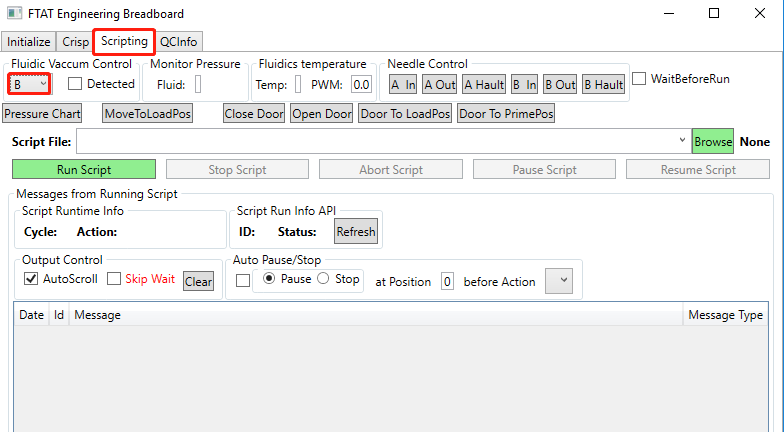 FTAT Engineering Breadboard
Initialize Crisp Scripting QCInfo
Fluidic Vaccum Control Monitor Pressure Fluidics temperature Needle Control
B Detected Fluid: Temp: PWM: 0.0 A In A Out A Hault B In B Out B Hault WaitBeforeRun
Pressure Chart MoveToLoadPos Close Door Open Door Door To LoadPos Door To PrimePos
Script File: Browse None
Run Script Stop Script Abort Script Pause Script Resume Script
Messages from Running Script
Script Runtime Info Script Run Info API
Cycle: Action: ID: Status: Refresh
Output Control Auto Pause/Stop
AutoScroll Skip Wait Clear Pause Stop at Position 0 before Action
Date Id Message Message Type